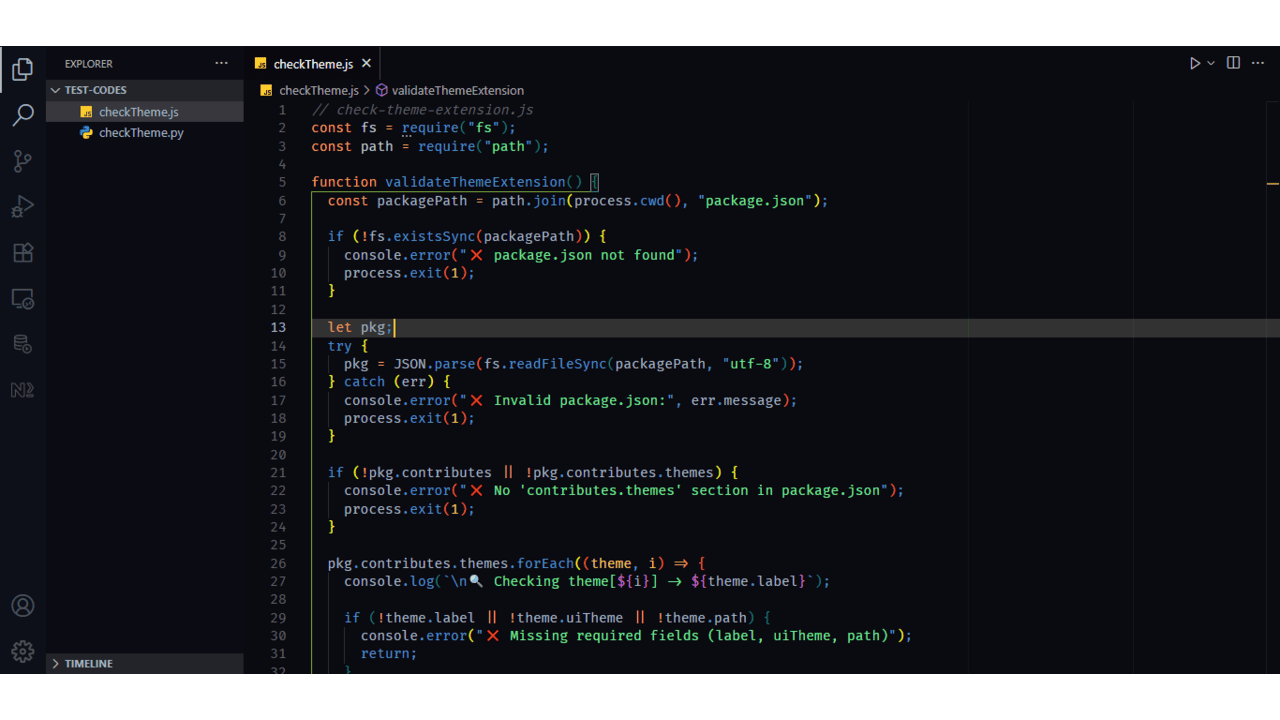 EXPLORER ···
TEST-CODES
checkTheme.js
checkTheme.py
TIMELINE
checkTheme.js
checkTheme.js > validateThemeExtension
1 // check-theme-extension.js
2 const fs = require("fs");
3 const path = require("path");
4
5 function validateThemeExtension() {
6 const packagePath = path.join(process.cwd(), "package.json");
7
8 if (!fs.existsSync(packagePath)) {
9 console.error("❌ package.json not found");
10 process.exit(1);
11 }
12
13 let pkg;
14 try {
15 pkg = JSON.parse(fs.readFileSync(packagePath, "utf-8"));
16 } catch (err) {
17 console.error("❌ Invalid package.json:", err.message);
18 process.exit(1);
19 }
20
21 if (!pkg.contributes || !pkg.contributes.themes) {
22 console.error("❌ No 'contributes.themes' section in package.json");
23 process.exit(1);
24 }
25
26 pkg.contributes.themes.forEach((theme, i) => {
27 console.log(`\n🔍 Checking theme[${i}] → ${theme.label}`);
28
29 if (!theme.label || !theme.uiTheme || !theme.path) {
30 console.error("❌ Missing required fields (label, uiTheme, path)");
31 return;
32 }